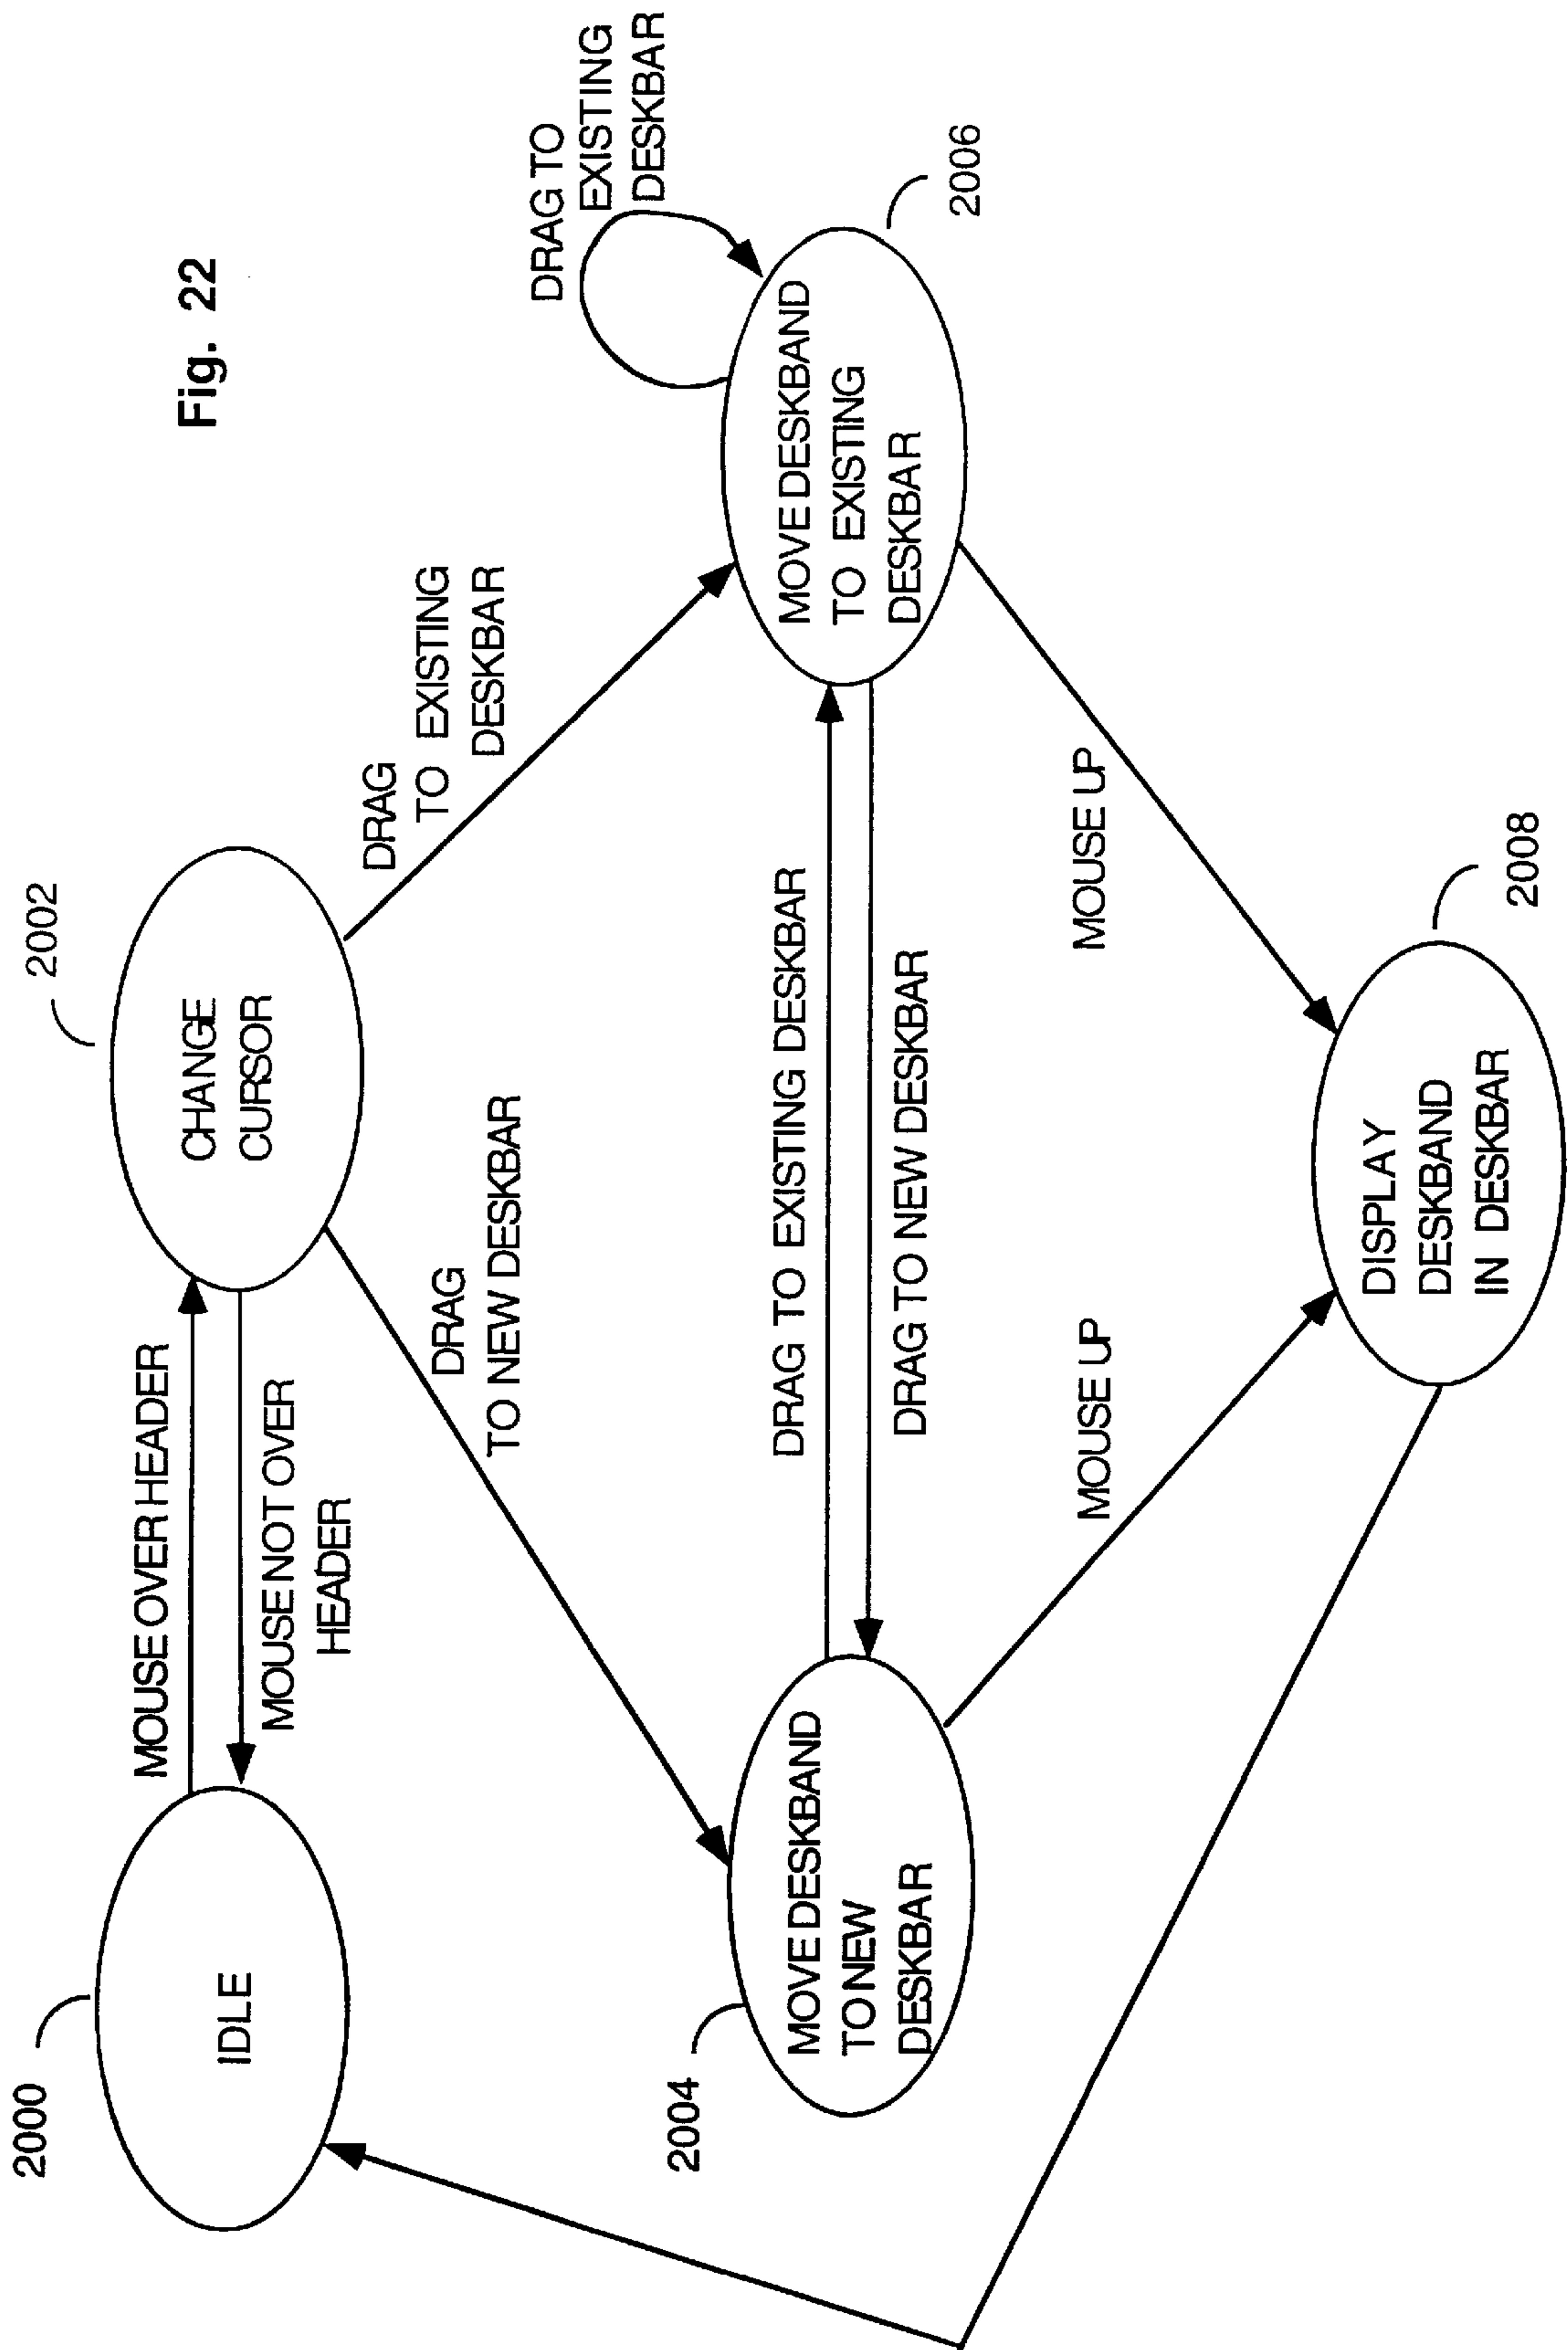 Fig. 22
2000
IDLE
MOUSE OVER HEADER
MOUSE NOT OVER
HEADER
2002
CHANGE
CURSOR
DRAG
TO NEW DESKBAR
DRAG
TO EXISTING
DESKBAR
DRAG TO
EXISTING
DESKBAR
2004
MOVE DESKBAND
TO NEW
DESKBAR
DRAG TO EXISTING DESKBAR
DRAG TO NEW DESKBAR
MOVE DESKBAND
TO EXISTING
DESKBAR
2006
MOUSE UP
MOUSE UP
DISPLAY
DESKBAND
IN DESKBAR
2008